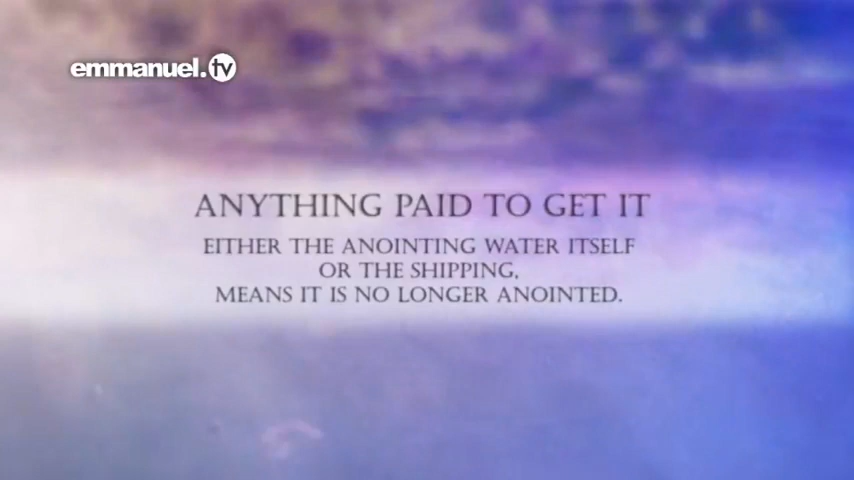 emmanuel.tv
ANYTHING PAID TO GET IT
EITHER THE ANOINTING WATER ITSELF
OR THE SHIPPING,
MEANS IT IS NO LONGER ANOINTED.